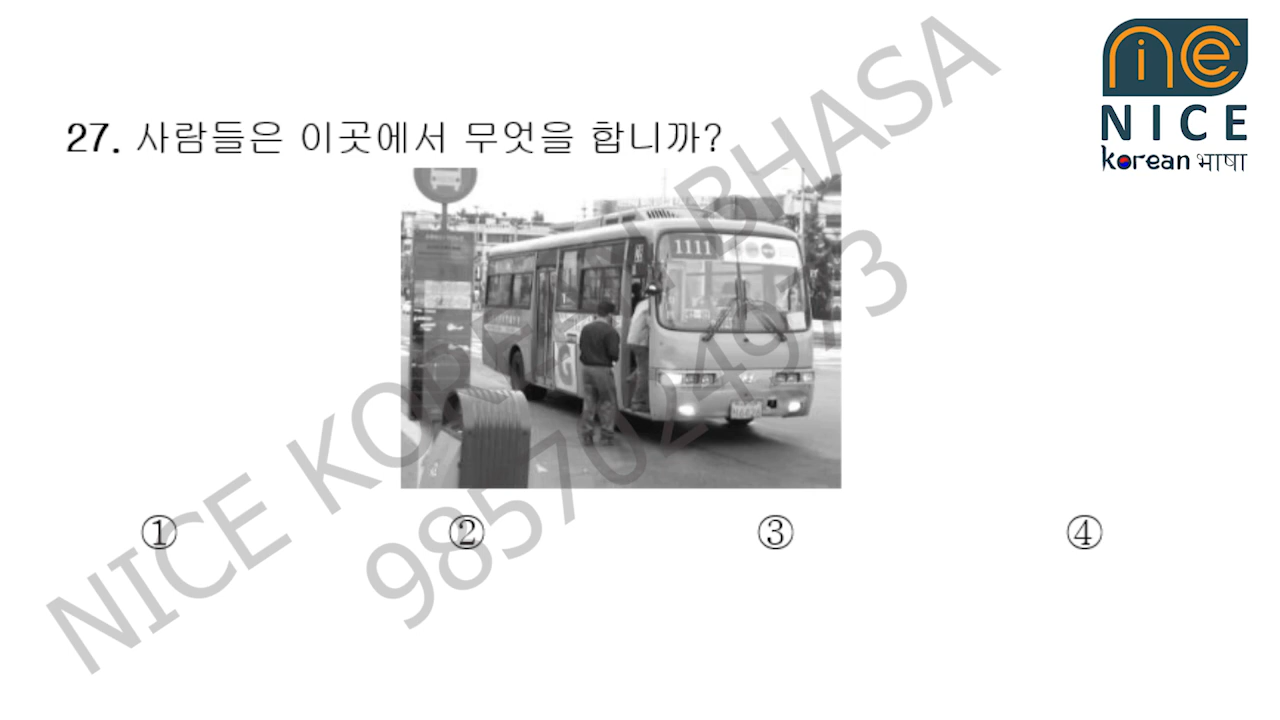 NICE
korean भाषा
27. 사람들은 이곳에서 무엇을 합니까?
1111
① ② ③ ④
NICE KOREAN BHASA
9857024973